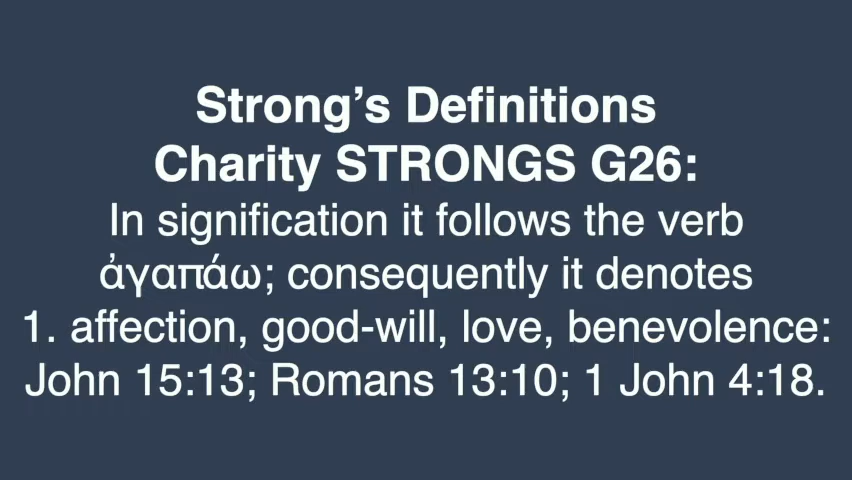 Strong’s Definitions
Charity STRONGS G26:
In signification it follows the verb
ἀγαπάω; consequently it denotes
1. affection, good-will, love, benevolence:
John 15:13; Romans 13:10; 1 John 4:18.